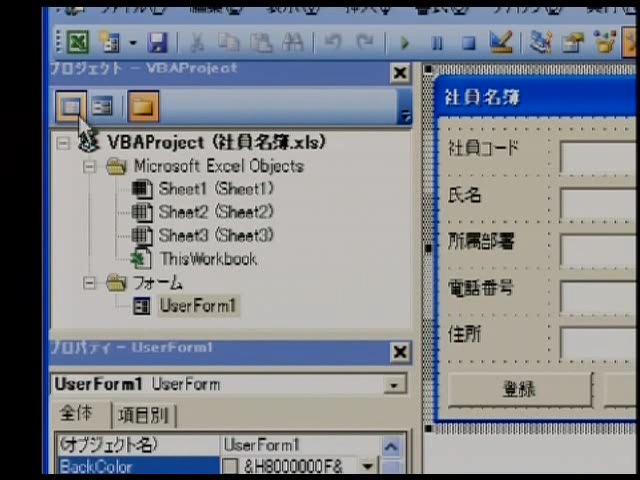 プロジェクト - VBAProject
VBAProject (社員名簿.xls)
Microsoft Excel Objects
Sheet1 (Sheet1)
Sheet2 (Sheet2)
Sheet3 (Sheet3)
ThisWorkbook
フォーム
UserForm1
プロパティ - UserForm1
UserForm1 UserForm
全体 項目別
(オブジェクト名) UserForm1
BackColor &H8000000F&
社員名簿
社員コード
氏名
所属部署
電話番号
住所
登録